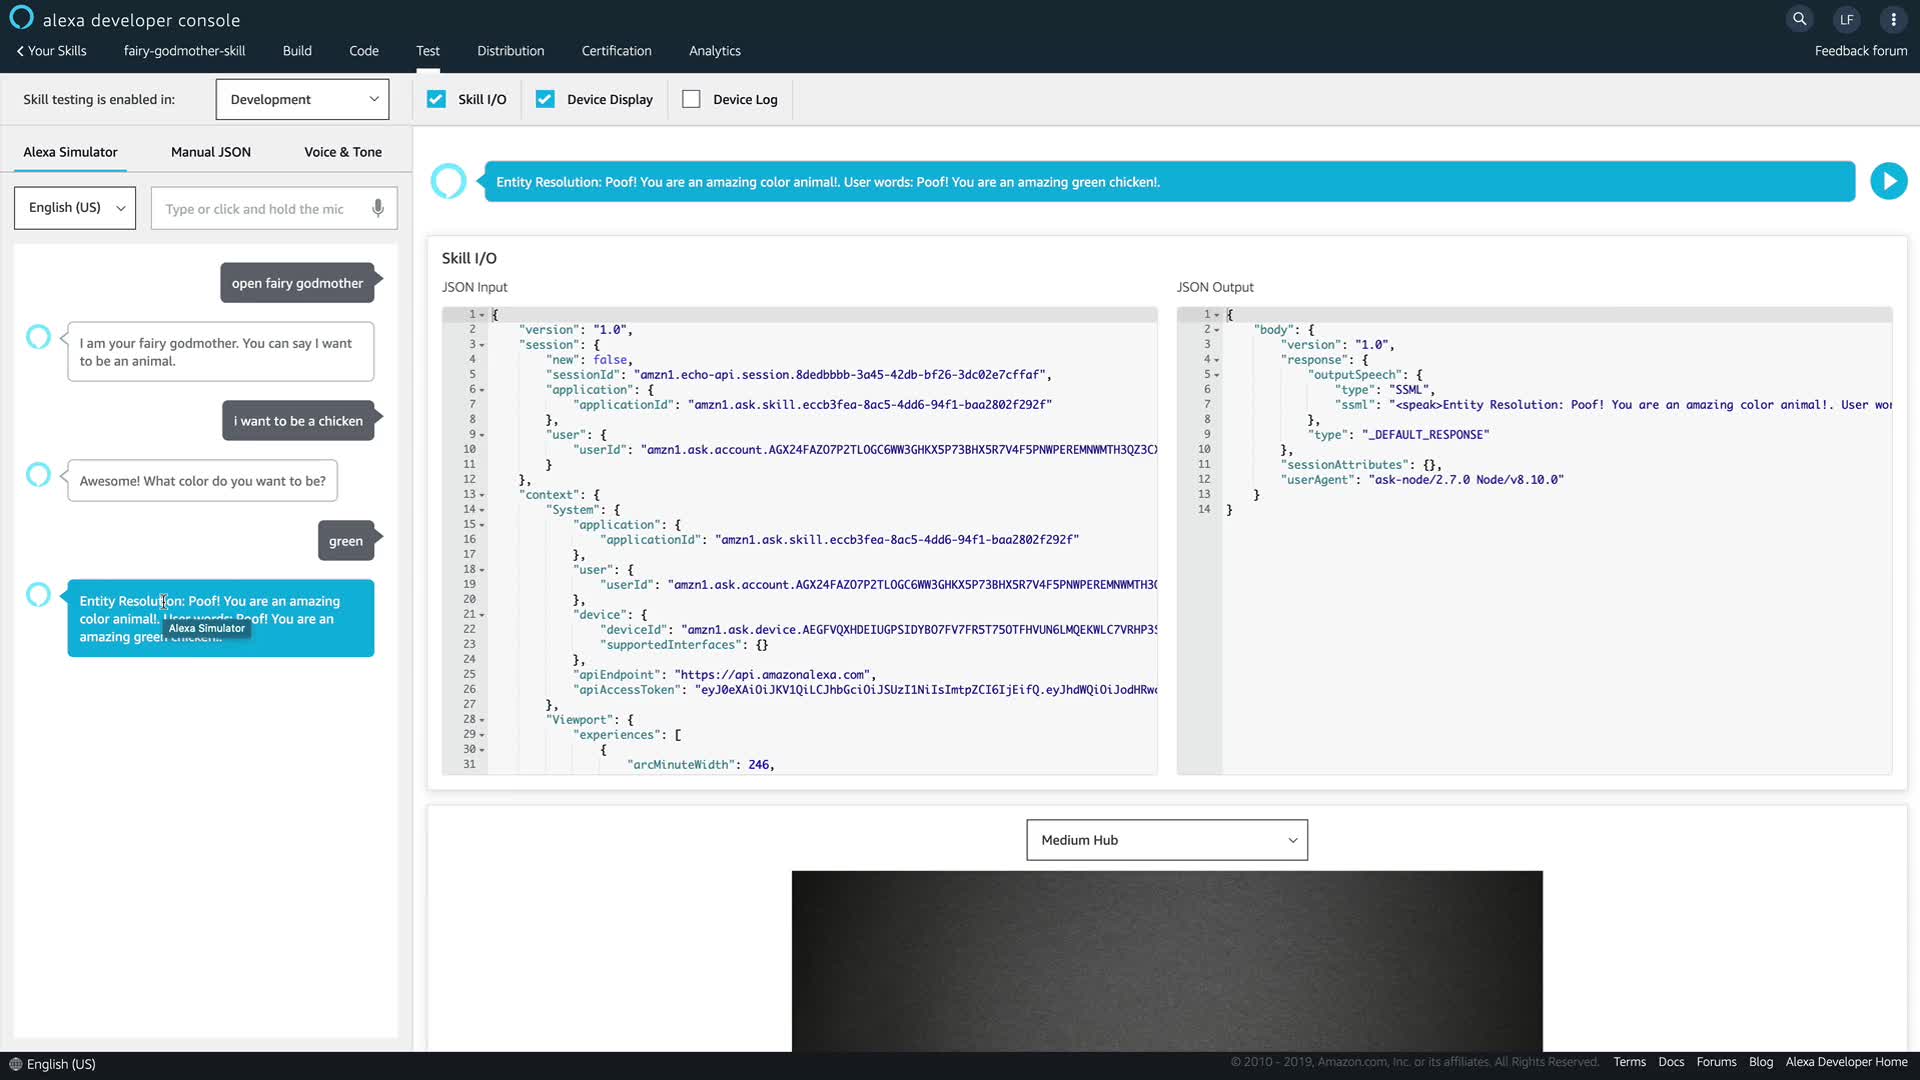 alexa developer console
LF
Your Skills
fairy-godmother-skill
Build
Code
Test
Distribution
Certification
Analytics
Feedback forum
Skill testing is enabled in:
Development
Skill I/O
Device Display
Device Log
Alexa Simulator
Manual JSON
Voice & Tone
English (US)
Type or click and hold the mic
open fairy godmother
I am your fairy godmother. You can say I want
to be an animal.
i want to be a chicken
Awesome! What color do you want to be?
green
Entity Resolution: Poof! You are an amazing
color animal!. User words: Poof! You are an
amazing green chicken!.
Alexa Simulator
Entity Resolution: Poof! You are an amazing color animal!. User words: Poof! You are an amazing green chicken!.
Skill I/O
JSON Input
1 {
2 "version": "1.0",
3 "session": {
4 "new": false,
5 "sessionId": "amzn1.echo-api.session.8dedbbbb-3a45-42db-bf26-3dc02e7cffaf",
6 "application": {
7 "applicationId": "amzn1.ask.skill.eccb3fea-8ac5-4dd6-94f1-baa2802f292f"
8 },
9 "user": {
10 "userId": "amzn1.ask.account.AGX24FAZO7P2TLOGC6WW3GHKX5P73BHX5R7V4F5PNWPEREMNWMTH3QZ3CX
11 }
12 },
13 "context": {
14 "System": {
15 "application": {
16 "applicationId": "amzn1.ask.skill.eccb3fea-8ac5-4dd6-94f1-baa2802f292f"
17 },
18 "user": {
19 "userId": "amzn1.ask.account.AGX24FAZO7P2TLOGC6WW3GHKX5P73BHX5R7V4F5PNWPEREMNWMTH3Q
20 },
21 "device": {
22 "deviceId": "amzn1.ask.device.AEGFVQXHDEIUGPSIDYBO7FV7FR5T75OTFHVUN6LMQEKWLC7VRHP3S
23 "supportedInterfaces": {}
24 },
25 "apiEndpoint": "https://api.amazonalexa.com",
26 "apiAccessToken": "eyJ0eXAiOiJKV1QiLCJhbGciOiJSUzI1NiIsImtpZCI6IjEifQ.eyJhdWQiOiJodHRwc
27 },
28 "Viewport": {
29 "experiences": [
30 {
31 "arcMinuteWidth": 246,
JSON Output
1 {
2 "body": {
3 "version": "1.0",
4 "response": {
5 "outputSpeech": {
6 "type": "SSML",
7 "ssml": "<speak>Entity Resolution: Poof! You are an amazing color animal!. User wor
8 },
9 "type": "_DEFAULT_RESPONSE"
10 },
11 "sessionAttributes": {},
12 "userAgent": "ask-node/2.7.0 Node/v8.10.0"
13 }
14 }
Medium Hub
English (US)
© 2010 - 2019, Amazon.com, Inc. or its affiliates. All Rights Reserved.
Terms
Docs
Forums
Blog
Alexa Developer Home